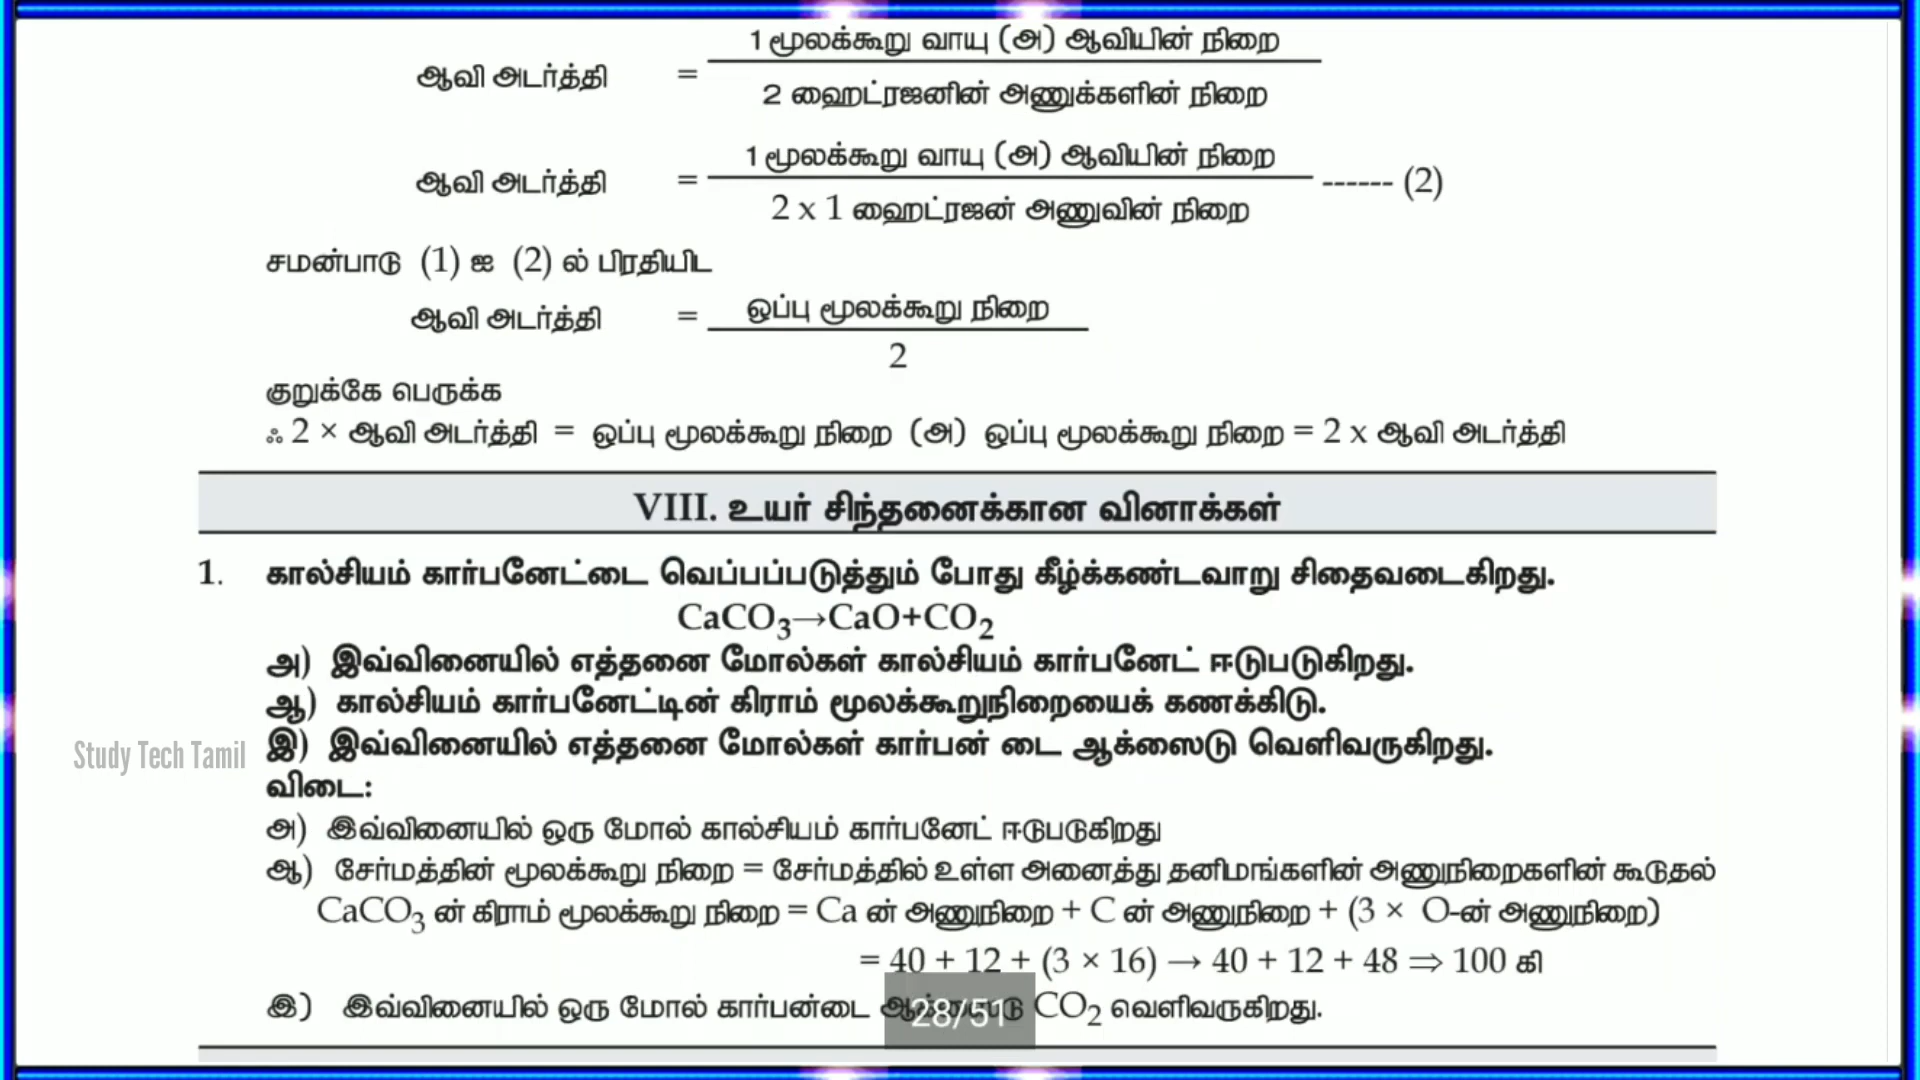 ஆவி அடர்த்தி = 1 மூலக்கூறு வாயு (அ) ஆவியின் நிறை / 2 ஹைட்ரஜனின் அணுக்களின் நிறை
ஆவி அடர்த்தி = 1 மூலக்கூறு வாயு (அ) ஆவியின் நிறை / 2 x 1 ஹைட்ரஜன் அணுவின் நிறை ------ (2)
சமன்பாடு (1) ஐ (2) ல் பிரதியிட
ஆவி அடர்த்தி = ஒப்பு மூலக்கூறு நிறை / 2
குறுக்கே பெருக்க
ஃ 2 × ஆவி அடர்த்தி = ஒப்பு மூலக்கூறு நிறை (அ) ஒப்பு மூலக்கூறு நிறை = 2 x ஆவி அடர்த்தி
VIII. உயர் சிந்தனைக்கான வினாக்கள்
1. கால்சியம் கார்பனேட்டை வெப்பப்படுத்தும் போது கீழ்க்கண்டவாறு சிதைவடைகிறது.
CaCO₃→CaO+CO₂
அ) இவ்வினையில் எத்தனை மோல்கள் கால்சியம் கார்பனேட் ஈடுபடுகிறது.
ஆ) கால்சியம் கார்பனேட்டின் கிராம் மூலக்கூறுநிறையைக் கணக்கிடு.
இ) இவ்வினையில் எத்தனை மோல்கள் கார்பன் டை ஆக்ஸைடு வெளிவருகிறது.
Study Tech Tamil
விடை:
அ) இவ்வினையில் ஒரு மோல் கால்சியம் கார்பனேட் ஈடுபடுகிறது
ஆ) சேர்மத்தின் மூலக்கூறு நிறை = சேர்மத்தில் உள்ள அனைத்து தனிமங்களின் அணுநிறைகளின் கூடுதல்
CaCO₃ ன் கிராம் மூலக்கூறு நிறை = Ca ன் அணுநிறை + C ன் அணுநிறை + (3 × O-ன் அணுநிறை)
= 40 + 12 + (3 × 16) → 40 + 12 + 48 ⇒ 100 கி
இ) இவ்வினையில் ஒரு மோல் கார்பன்டை CO₂ வெளிவருகிறது.
28/51